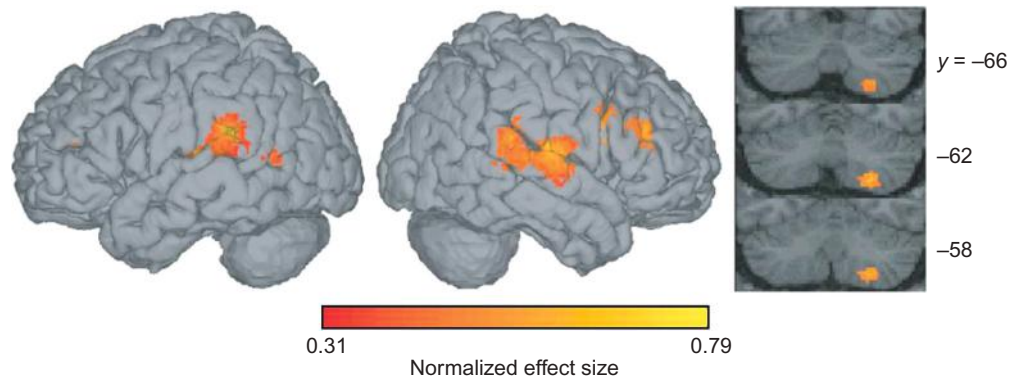 y = –66
–62
–58
0.31
0.79
Normalized effect size